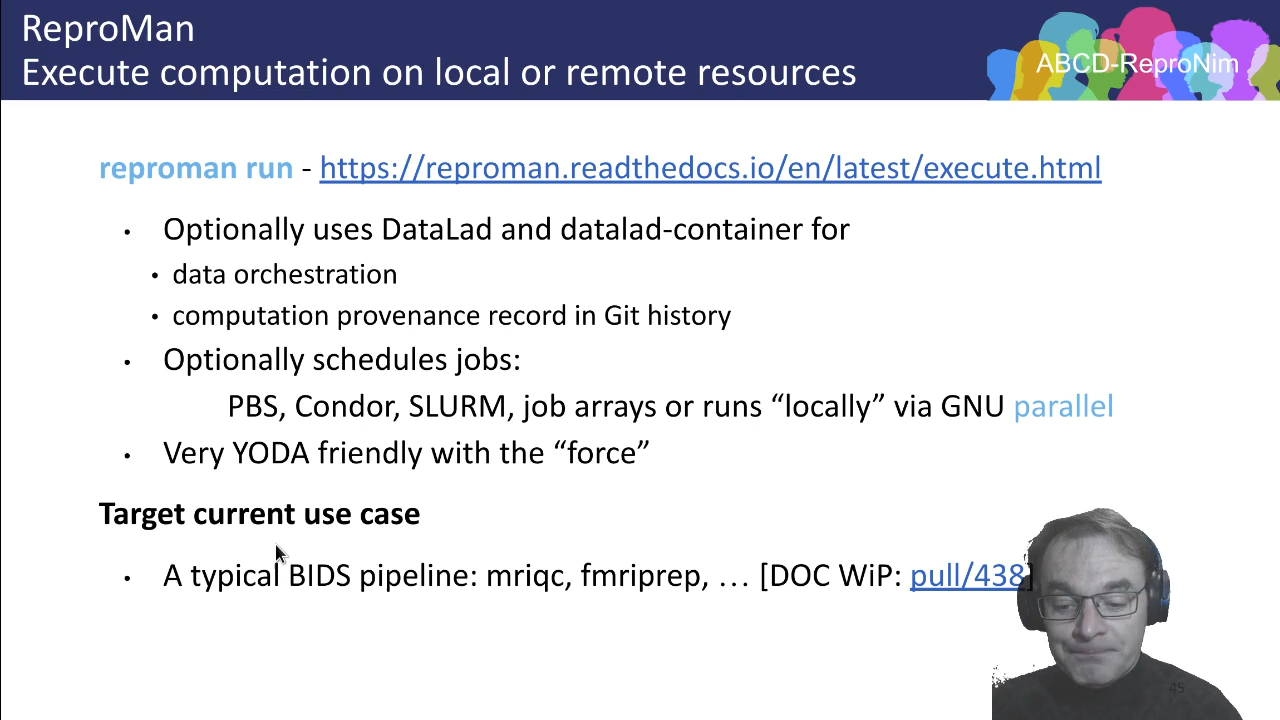 ReproMan
Execute computation on local or remote resources
ABCD-ReproNim
reproman run - https://reproman.readthedocs.io/en/latest/execute.html
• Optionally uses DataLad and datalad-container for
• data orchestration
• computation provenance record in Git history
• Optionally schedules jobs:
PBS, Condor, SLURM, job arrays or runs “locally” via GNU parallel
• Very YODA friendly with the “force”
Target current use case
• A typical BIDS pipeline: mriqc, fmriprep, … [DOC WiP: pull/438]
45